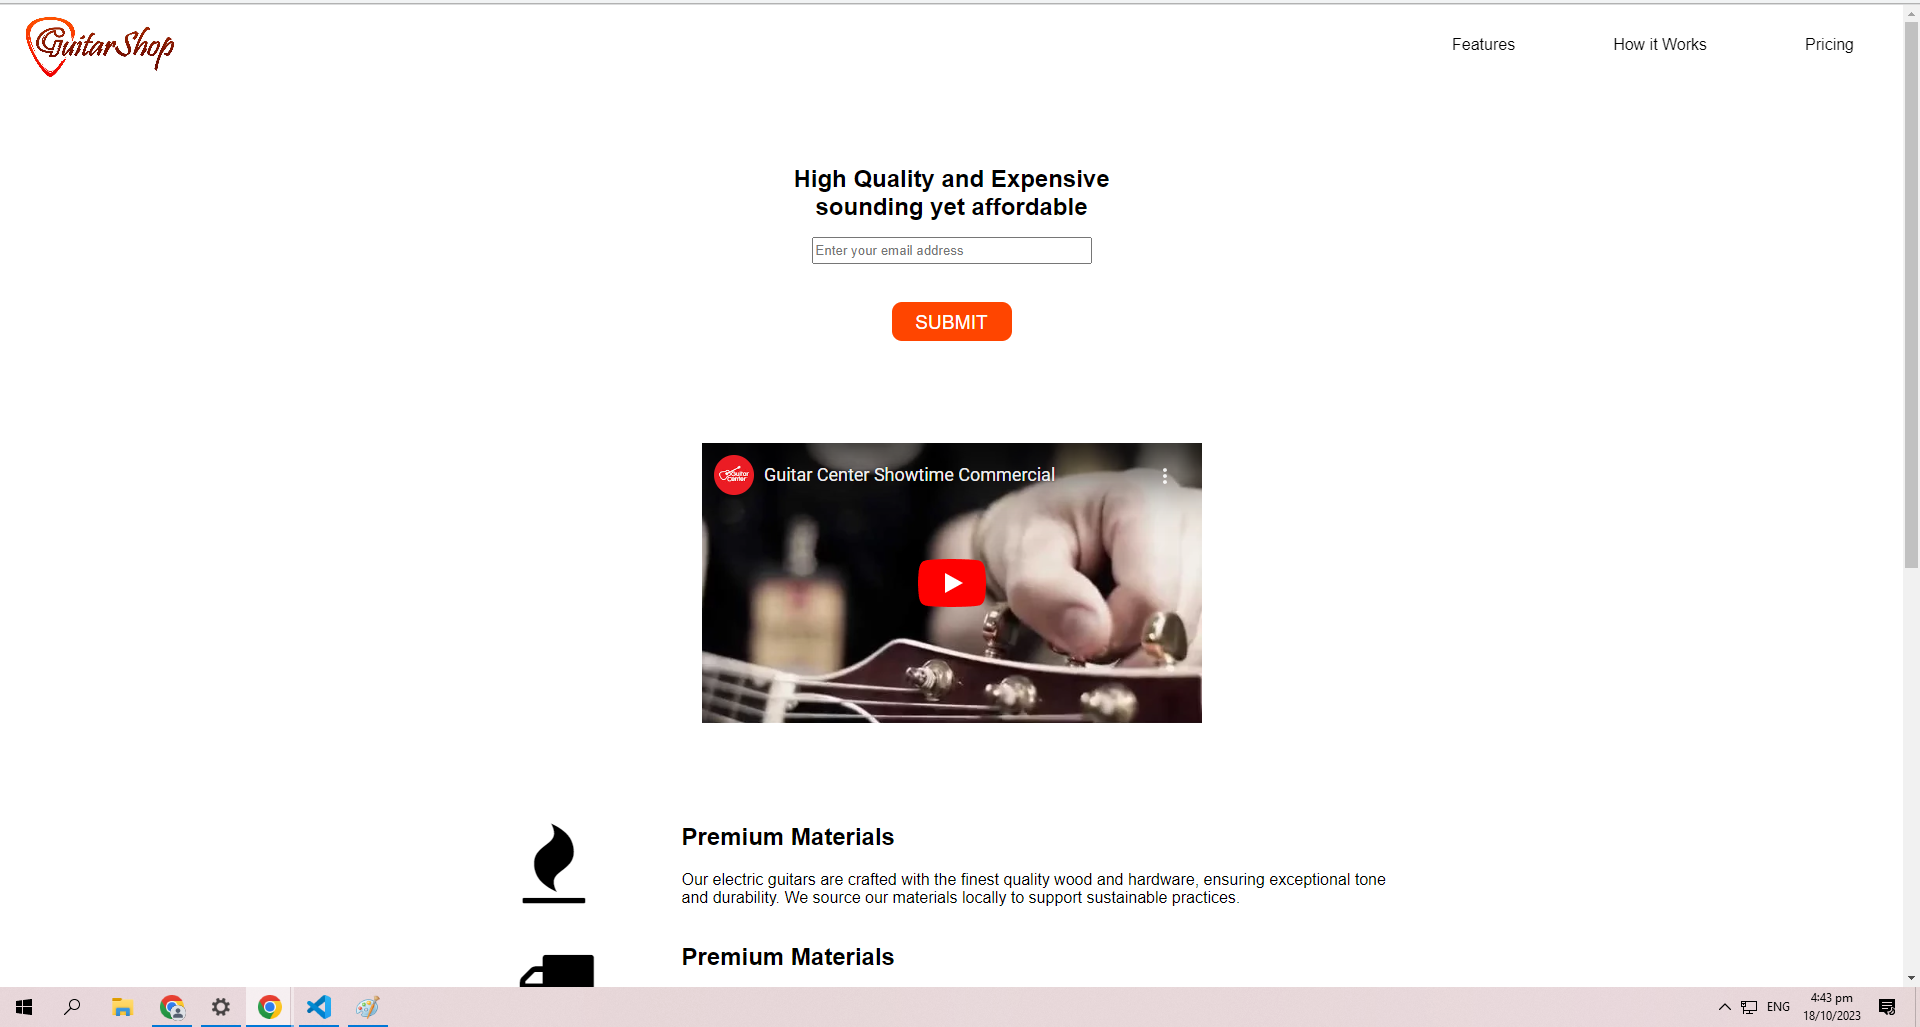 GuitarShop
Features
How it Works
Pricing
High Quality and Expensive
sounding yet affordable
Enter your email address
SUBMIT
Guitar Center
Guitar Center Showtime Commercial
Premium Materials
Our electric guitars are crafted with the finest quality wood and hardware, ensuring exceptional tone
and durability. We source our materials locally to support sustainable practices.
Premium Materials
ENG
4:43 pm
18/10/2023